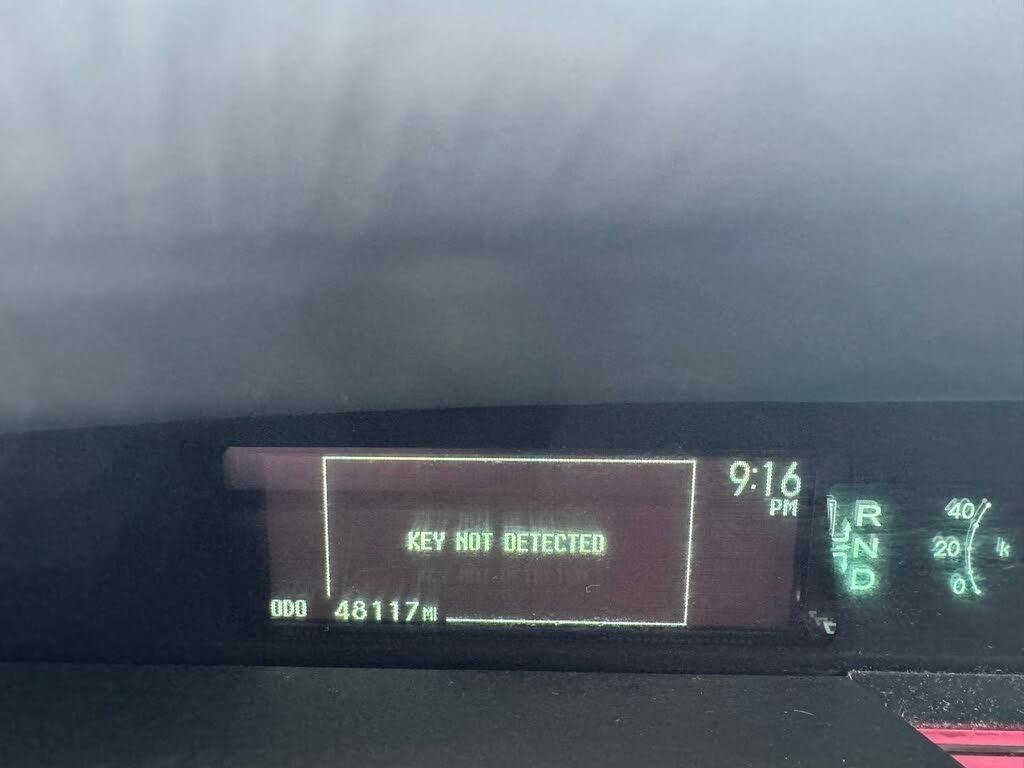 9:16
PM
KEY NOT DETECTED
ODO 48117 MI
R
N
D
40
20
0